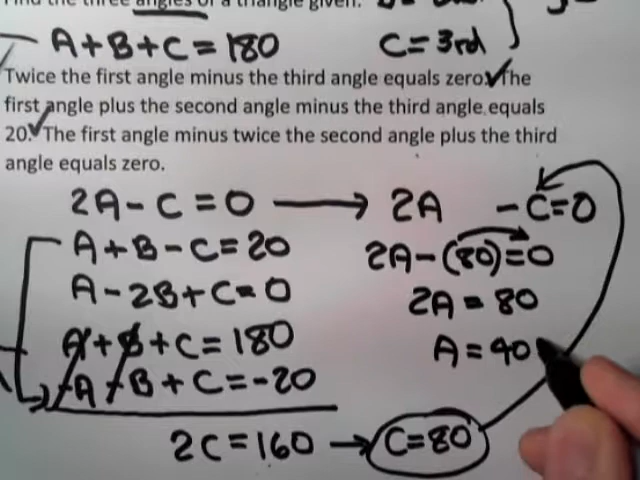 Find the three angles of a triangle given:
A+B+C=180 C=3rd
Twice the first angle minus the third angle equals zero. The
first angle plus the second angle minus the third angle equals
20. The first angle minus twice the second angle plus the third
angle equals zero.
2A-C=0 → 2A -C=0
A+B-C=20 2A-(80)=0
A-2B+C=0 2A=80
A+B+C=180 A=40
-A-B+C=-20
2C=160 → C=80